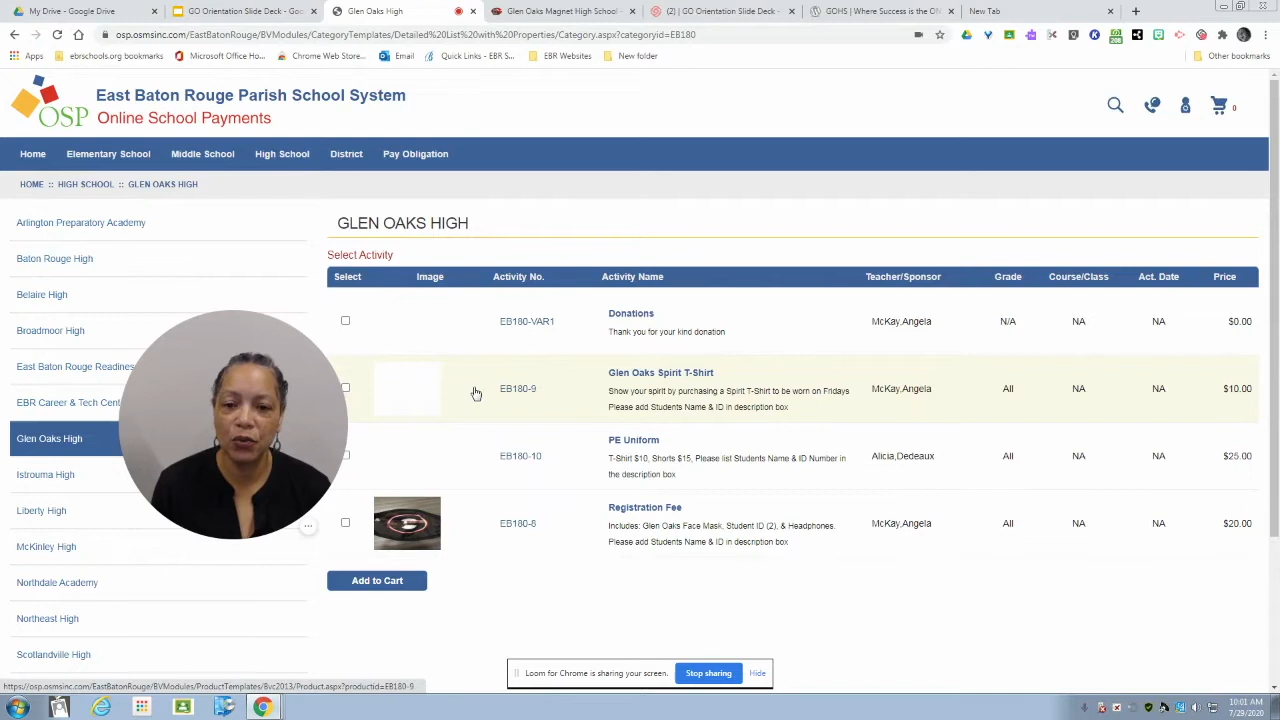 My Drive - Google Drive
GO Orientation Slide Deck - Goo
Glen Oaks High
Glen Oaks Magnet High School -
(2) | GO Orientation Slide Deck -
GOHS | Where Success is the ON
New Tab
osp.osmsinc.com/EastBatonRouge/BVModules/CategoryTemplates/Detailed%20List%20with%20Properties/Category.aspx?categoryid=EB180
Apps
ebrschools.org bookmarks
Microsoft Office Ho...
Chrome Web Store...
Email
Quick Links - EBR S...
EBR Websites
New folder
Other bookmarks
OSP
East Baton Rouge Parish School System
Online School Payments
0
Home
Elementary School
Middle School
High School
District
Pay Obligation
HOME :: HIGH SCHOOL :: GLEN OAKS HIGH
Arlington Preparatory Academy
Baton Rouge High
Belaire High
Broadmoor High
East Baton Rouge Readines
EBR Career & Tech Cent
Glen Oaks High
Istrouma High
Liberty High
McKinley High
Northdale Academy
Northeast High
Scotlandville High
GLEN OAKS HIGH
Select Activity
Select Image Activity No. Activity Name Teacher/Sponsor Grade Course/Class Act. Date Price
EB180-VAR1 Donations McKay,Angela N/A NA NA $0.00
Thank you for your kind donation
EB180-9 Glen Oaks Spirit T-Shirt McKay,Angela All NA NA $10.00
Show your spirit by purchasing a Spirit T-Shirt to be worn on Fridays
Please add Students Name & ID in description box
EB180-10 PE Uniform Alicia,Dedeaux All NA NA $25.00
T-Shirt $10, Shorts $15, Please list Students Name & ID Number in
the description box
EB180-8 Registration Fee McKay,Angela All NA NA $20.00
Includes: Glen Oaks Face Mask, Student ID (2), & Headphones.
Please add Students Name & ID in description box
Add to Cart
Loom for Chrome is sharing your screen.
Stop sharing
Hide
https://osp.osmsinc.com/EastBatonRouge/BVModules/ProductTemplates/Bvc2013/Product.aspx?productid=EB180-9
10:01 AM
7/29/2020